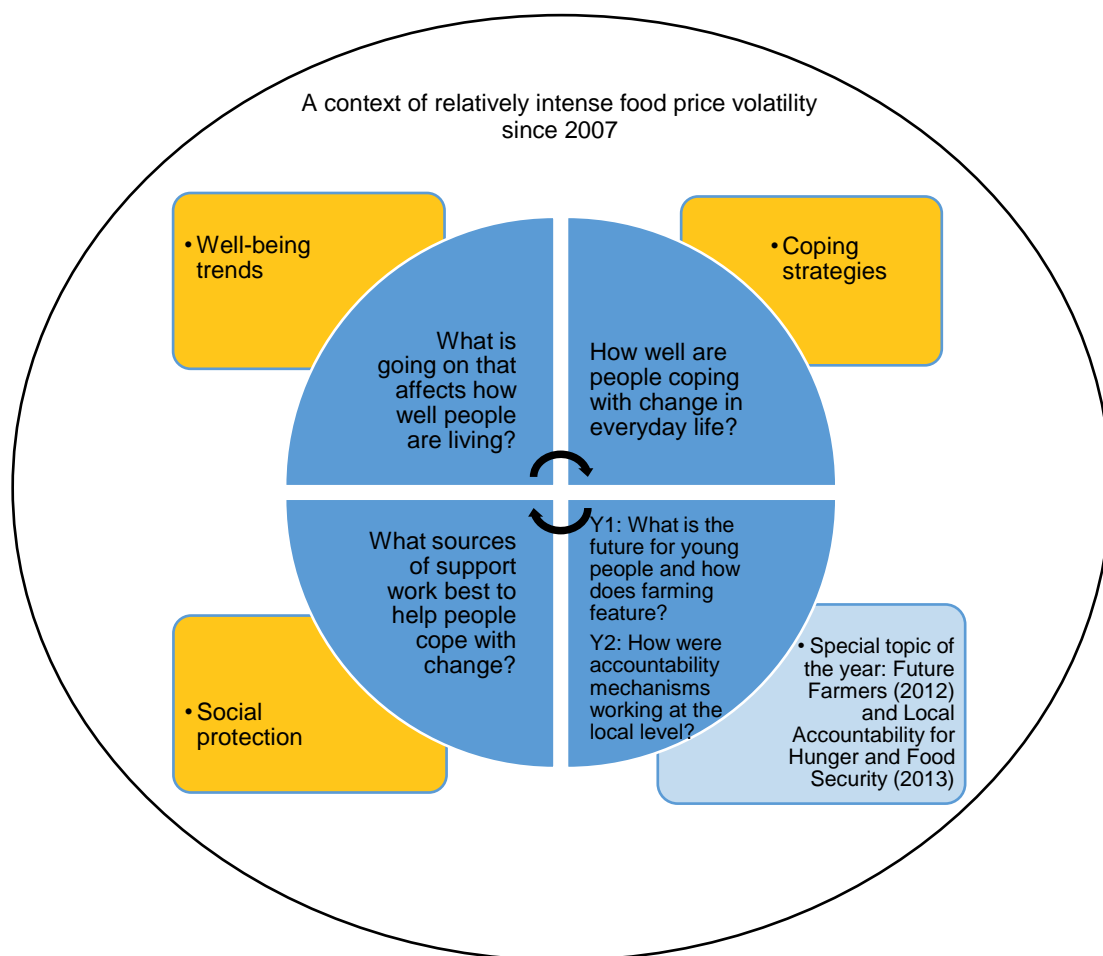 A context of relatively intense food price volatility
since 2007
• Well-being
trends
• Coping
strategies
What is
going on that
affects how
well people
are living?
How well are
people coping
with change in
everyday life?
What sources
of support
work best to
help people
cope with
change?
Y1: What is the
future for young
people and how
does farming
feature?
Y2: How were
accountability
mechanisms
working at the
local level?
• Social
protection
• Special topic of
the year: Future
Farmers (2012)
and Local
Accountability for
Hunger and Food
Security (2013)